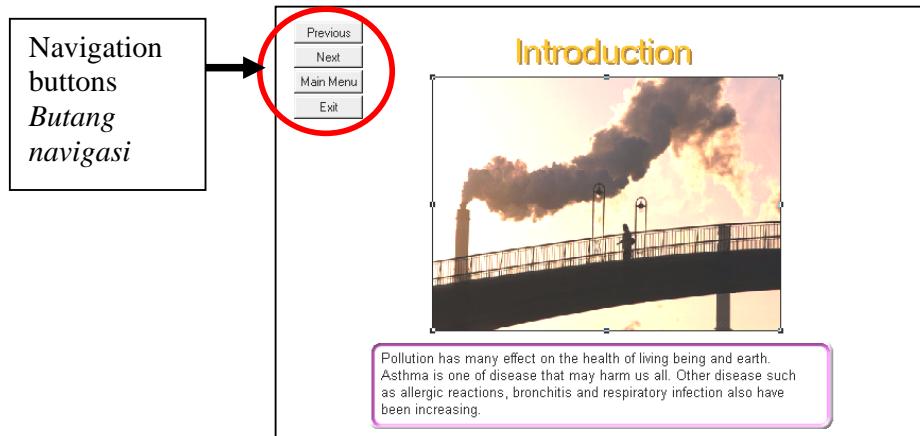 Navigation
buttons
Butang
navigasi
Previous
Next
Main Menu
Exit
Introduction
Pollution has many effect on the health of living being and earth.
Asthma is one of disease that may harm us all. Other disease such
as allergic reactions, bronchitis and respiratory infection also have
been increasing.